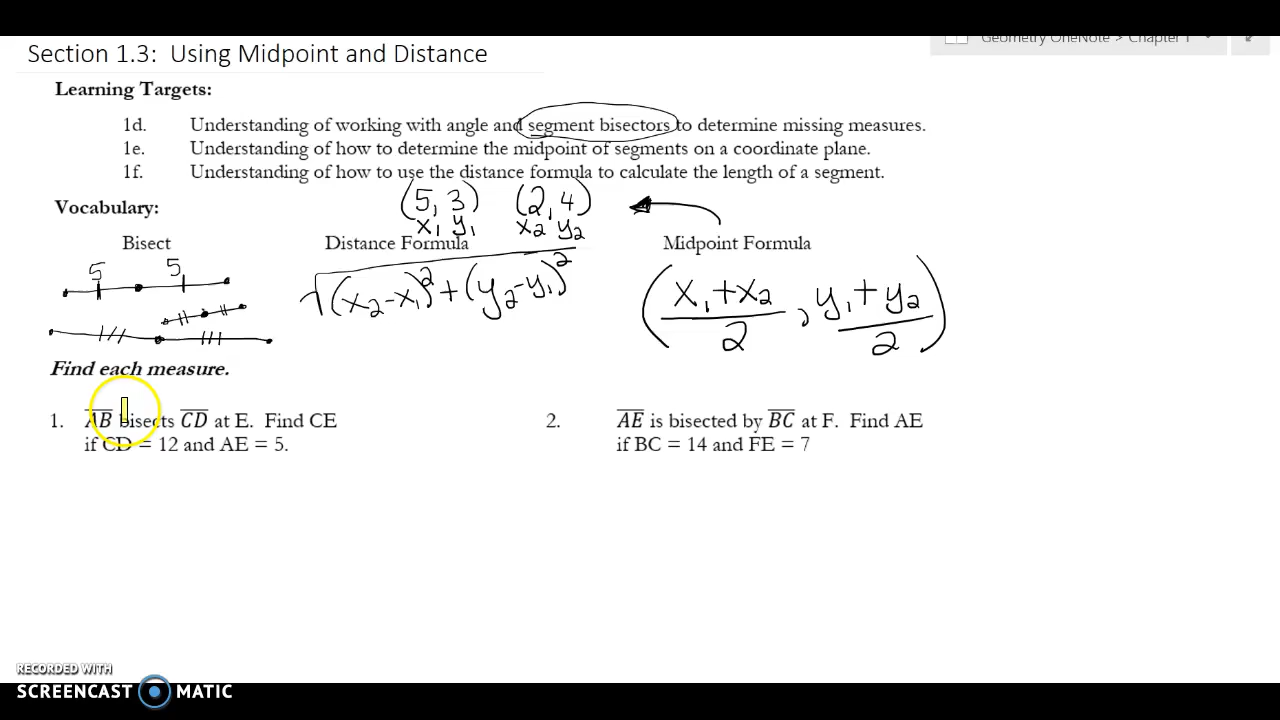 Geometry OneNote > Chapter 1
Section 1.3: Using Midpoint and Distance
Learning Targets:
1d. Understanding of working with angle and segment bisectors to determine missing measures.
1e. Understanding of how to determine the midpoint of segments on a coordinate plane.
1f. Understanding of how to use the distance formula to calculate the length of a segment.
(5, 3) (2, 4)
Vocabulary:
x₁ y₁ x₂ y₂
Bisect Distance Formula Midpoint Formula
5 5
√(x₂-x₁)²+(y₂-y₁)²
(x₁+x₂/2, y₁+y₂/2)
Find each measure.
1. A̅B̅ bisects C̅D̅ at E. Find CE
if CD = 12 and AE = 5.
2. A̅E̅ is bisected by B̅C̅ at F. Find AE
if BC = 14 and FE = 7
RECORDED WITH
SCREENCAST MATIC